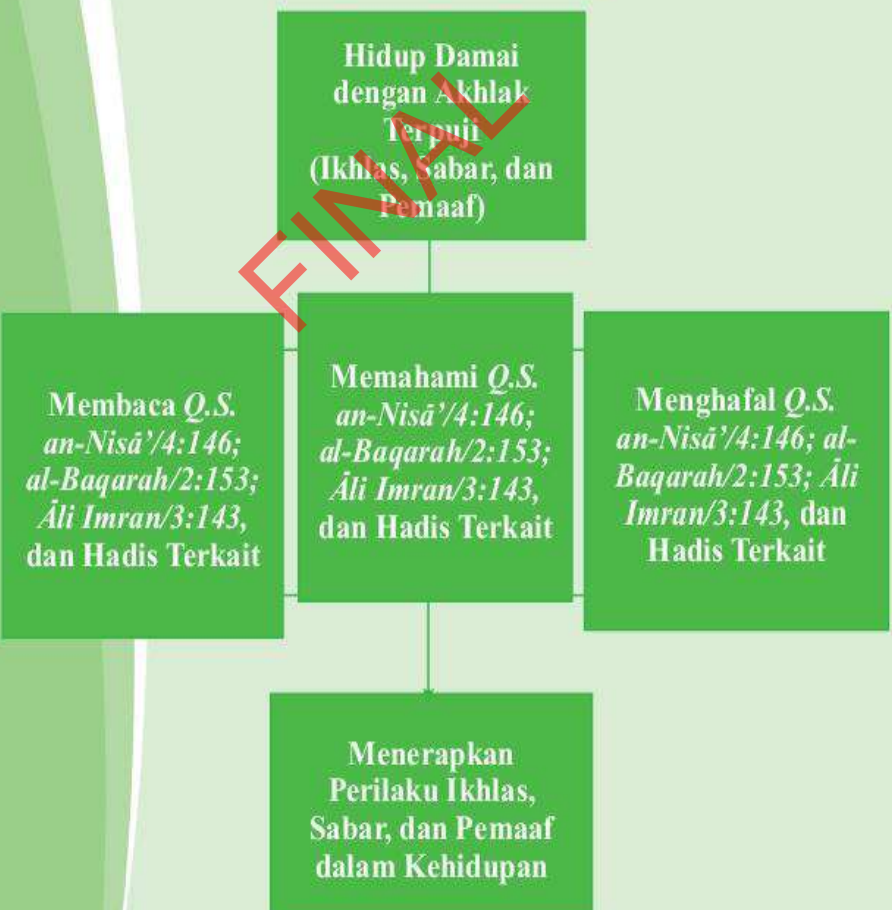 Hidup Damai
dengan Akhlak
Terpuji
(Ikhlas, Sabar, dan
Pemaaf)
FINAL
Membaca Q.S.
an-Nisā’/4:146;
al-Baqarah/2:153;
Āli Imran/3:143,
dan Hadis Terkait
Memahami Q.S.
an-Nisā’/4:146;
al-Baqarah/2:153;
Āli Imran/3:143,
dan Hadis Terkait
Menghafal Q.S.
an-Nisā’/4:146; al-
Baqarah/2:153; Āli
Imran/3:143, dan
Hadis Terkait
Menerapkan
Perilaku Ikhlas,
Sabar, dan Pemaaf
dalam Kehidupan